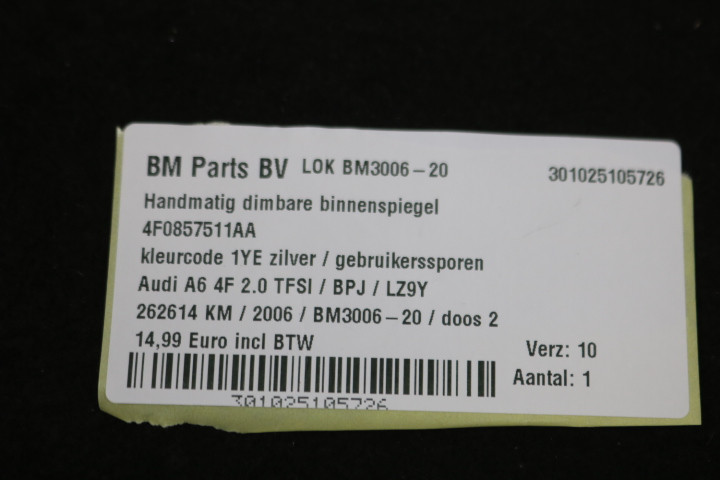 BM Parts BV LOK BM3006-20 301025105726
Handmatig dimbare binnenspiegel
4F0857511AA
kleurcode 1YE zilver / gebruikerssporen
Audi A6 4F 2.0 TFSI / BPJ / LZ9Y
262614 KM / 2006 / BM3006-20 / doos 2
14,99 Euro incl BTW
Verz: 10
Aantal: 1
301025105726